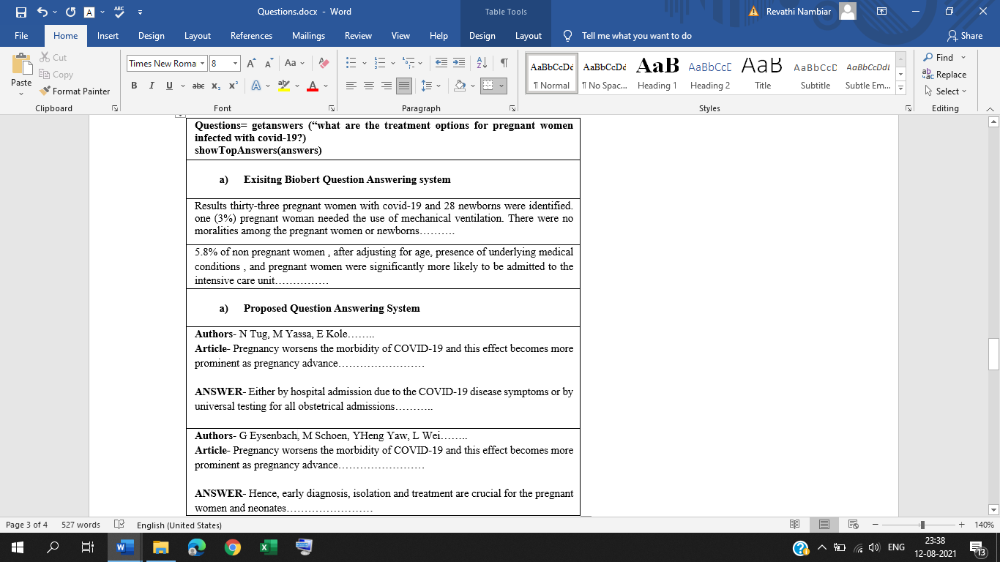 Questions.docx - Word
Table Tools
Revathi Nambiar
File Home Insert Design Layout References Mailings Review View Help Design Layout Tell me what you want to do Share
Paste
Cut
Copy
Format Painter
Clipboard
Times New Roma 8
Font
Paragraph
AaBbCcDd AaBbCcDd AaB AaBbCcD AaB AaBbCcD AaBbCcDd
¶ Normal ¶ No Spac... Heading 1 Heading 2 Title Subtitle Subtle Em...
Styles
Find
Replace
Select
Editing
Questions= getanswers (“what are the treatment options for pregnant women
infected with covid-19?)
showTopAnswers(answers)
a) Exisitng Biobert Question Answering system
Results thirty-three pregnant women with covid-19 and 28 newborns were identified.
one (3%) pregnant woman needed the use of mechanical ventilation. There were no
moralities among the pregnant women or newborns……….
5.8% of non pregnant women , after adjusting for age, presence of underlying medical
conditions , and pregnant women were significantly more likely to be admitted to the
intensive care unit……………
a) Proposed Question Answering System
Authors- N Tug, M Yassa, E Kole……..
Article- Pregnancy worsens the morbidity of COVID-19 and this effect becomes more
prominent as pregnancy advance……………………
ANSWER- Either by hospital admission due to the COVID-19 disease symptoms or by
universal testing for all obstetrical admissions………..
Authors- G Eysenbach, M Schoen, YHeng Yaw, L Wei……..
Article- Pregnancy worsens the morbidity of COVID-19 and this effect becomes more
prominent as pregnancy advance……………………
ANSWER- Hence, early diagnosis, isolation and treatment are crucial for the pregnant
women and neonates……………………
Page 3 of 4 527 words English (United States) 140%
ENG
23:38
12-08-2021
13